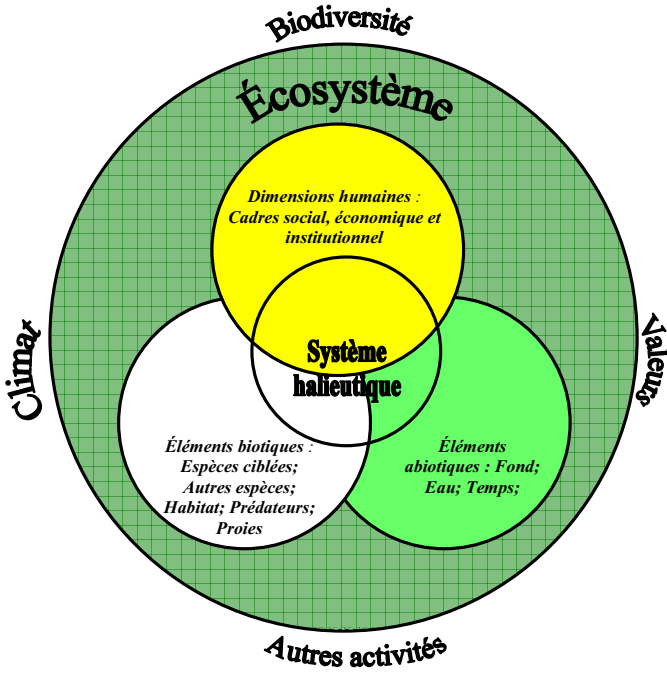 Biodiversité
Écosystème
Dimensions humaines :
Cadres social, économique et
institutionnel
Climat
Valeurs
Système
halieutique
Éléments biotiques :
Espèces ciblées;
Autres espèces;
Habitat; Prédateurs;
Proies
Éléments
abiotiques : Fond;
Eau; Temps;
Autres activités